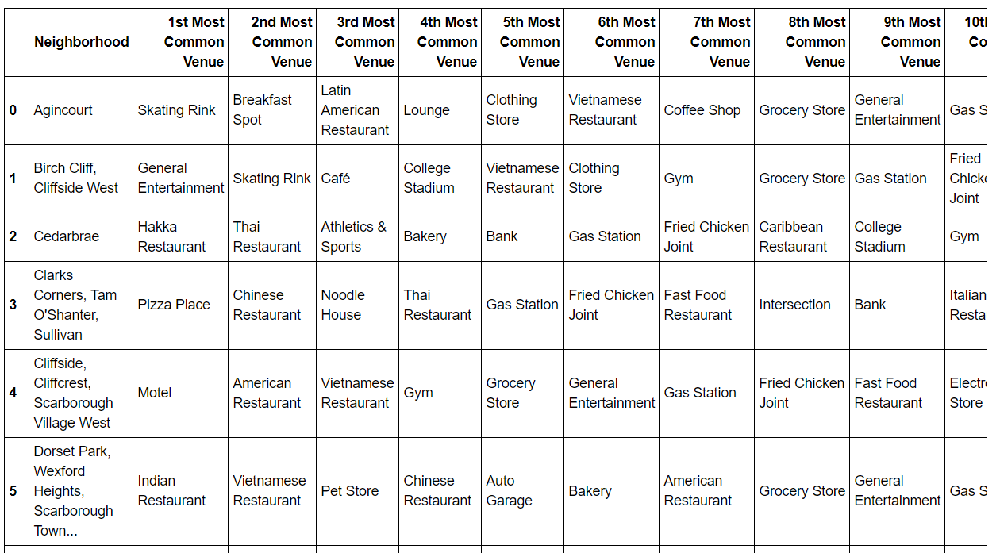 Neighborhood
1st Most
Common
Venue
2nd Most
Common
Venue
3rd Most
Common
Venue
4th Most
Common
Venue
5th Most
Common
Venue
6th Most
Common
Venue
7th Most
Common
Venue
8th Most
Common
Venue
9th Most
Common
Venue
10th
Co
0
Agincourt
Skating Rink
Breakfast
Spot
Latin
American
Restaurant
Lounge
Clothing
Store
Vietnamese
Restaurant
Coffee Shop
Grocery Store
General
Entertainment
Gas S
1
Birch Cliff,
Cliffside West
General
Entertainment
Skating Rink
Café
College
Stadium
Vietnamese
Restaurant
Clothing
Store
Gym
Grocery Store
Gas Station
Fried
Chicke
Joint
2
Cedarbrae
Hakka
Restaurant
Thai
Restaurant
Athletics &
Sports
Bakery
Bank
Gas Station
Fried Chicken
Joint
Caribbean
Restaurant
College
Stadium
Gym
3
Clarks
Corners, Tam
O'Shanter,
Sullivan
Pizza Place
Chinese
Restaurant
Noodle
House
Thai
Restaurant
Gas Station
Fried Chicken
Joint
Fast Food
Restaurant
Intersection
Bank
Italian
Restau
4
Cliffside,
Cliffcrest,
Scarborough
Village West
Motel
American
Restaurant
Vietnamese
Restaurant
Gym
Grocery
Store
General
Entertainment
Gas Station
Fried Chicken
Joint
Fast Food
Restaurant
Electro
Store
5
Dorset Park,
Wexford
Heights,
Scarborough
Town...
Indian
Restaurant
Vietnamese
Restaurant
Pet Store
Chinese
Restaurant
Auto
Garage
Bakery
American
Restaurant
Grocery Store
General
Entertainment
Gas S